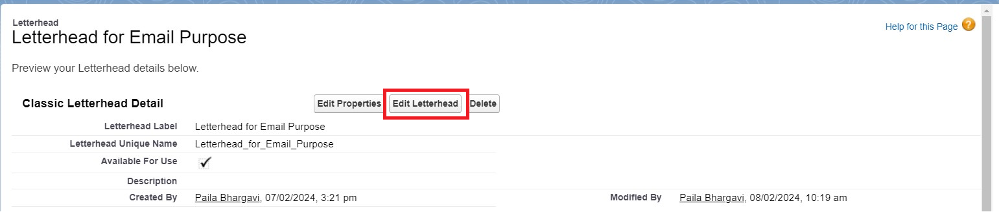 Letterhead
Letterhead for Email Purpose
Help for this Page ?
Preview your Letterhead details below.
Classic Letterhead Detail Edit Properties Edit Letterhead Delete
Letterhead Label Letterhead for Email Purpose
Letterhead Unique Name Letterhead_for_Email_Purpose
Available For Use
Description
Created By Paila Bhargavi, 07/02/2024, 3:21 pm Modified By Paila Bhargavi, 08/02/2024, 10:19 am